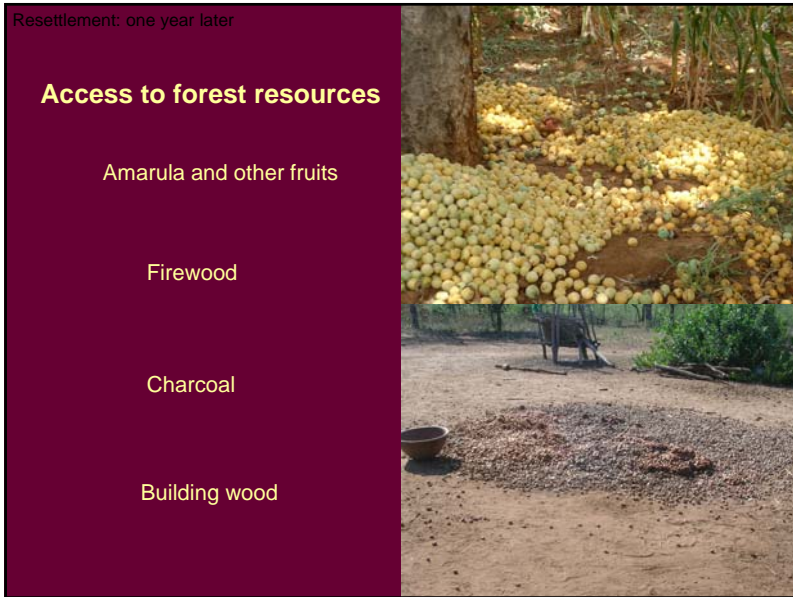 Resettlement: one year later
Access to forest resources
Amarula and other fruits
Firewood
Charcoal
Building wood